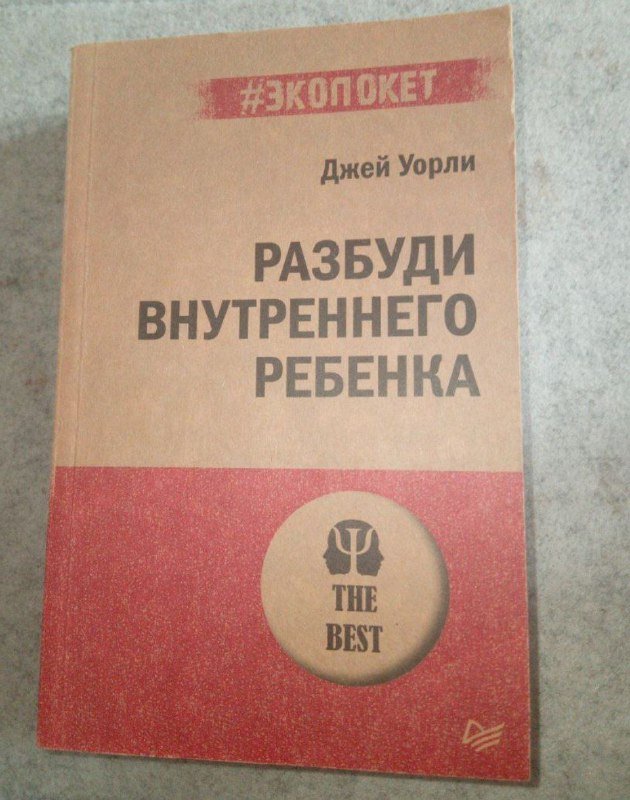 #ЭКОПОКЕТ
Джей Уорли
РАЗБУДИ
ВНУТРЕННЕГО
РЕБЕНКА
Ψ
THE
BEST